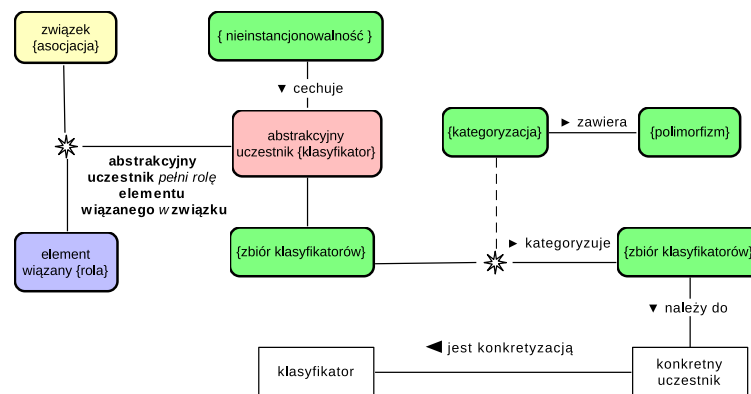 związek
{asocjacja}
{ nieinstancjonowalność }
▼ cechuje
abstrakcyjny
uczestnik {klasyfikator}
{kategoryzacja}
► zawiera
{polimorfizm}
abstrakcyjny
uczestnik pełni rolę
elementu
wiązanego w związku
element
wiązany {rola}
{zbiór klasyfikatorów}
► kategoryzuje
{zbiór klasyfikatorów}
▼ należy do
◄ jest konkretyzacją
klasyfikator
konkretny
uczestnik